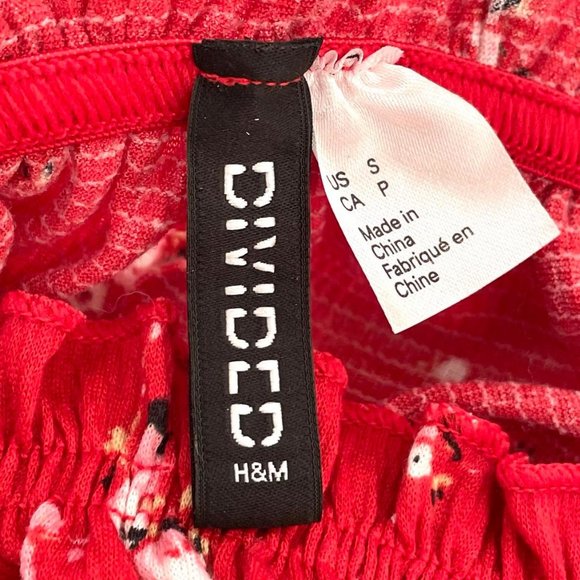 DIVIDED
H&M
US S
CA P
Made in
China
Fabriqué en
Chine